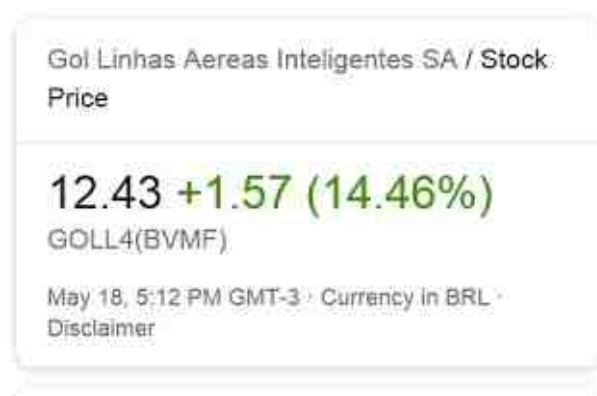 Gol Linhas Aereas Inteligentes SA / Stock
Price
12.43 +1.57 (14.46%)
GOLL4(BVMF)
May 18, 5:12 PM GMT-3 · Currency in BRL ·
Disclaimer